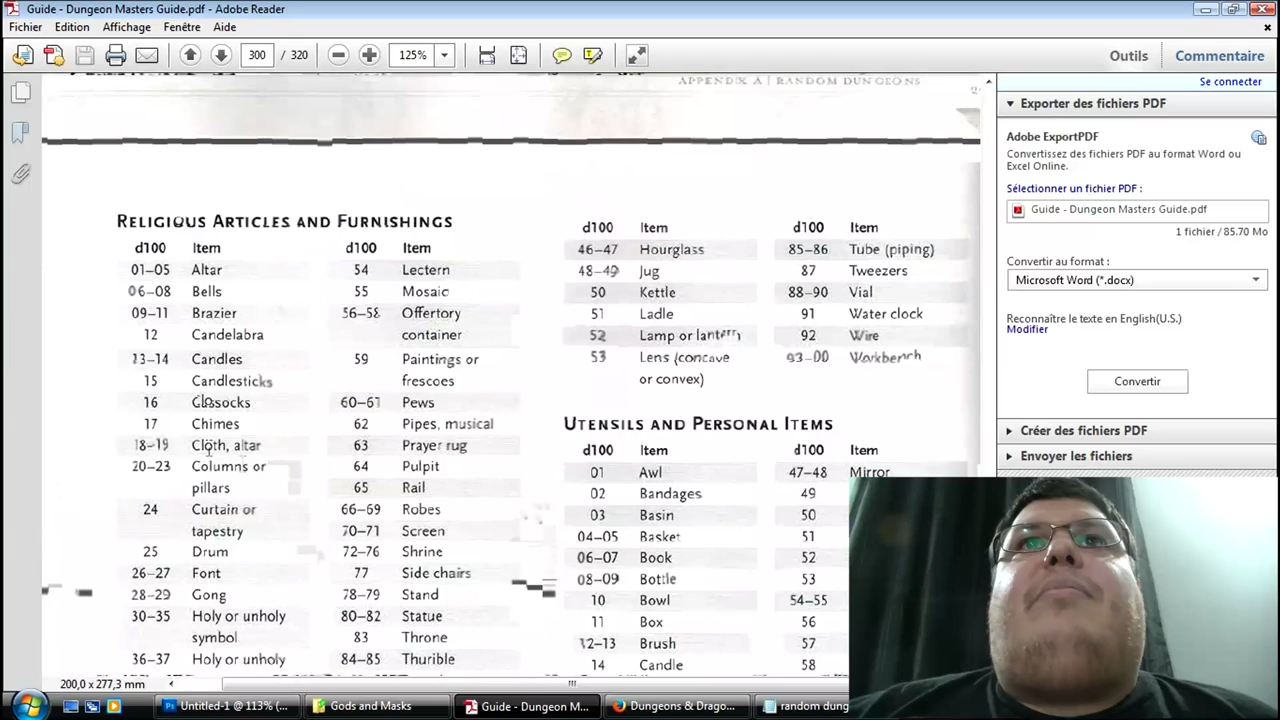 Guide - Dungeon Masters Guide.pdf - Adobe Reader
Fichier Edition Affichage Fenêtre Aide
300 / 320 125% Outils Commentaire
APPENDIX A | RANDOM DUNGEONS
RELIGIOUS ARTICLES AND FURNISHINGS
d100 Item d100 Item
01–05 Altar 54 Lectern
06–08 Bells 55 Mosaic
09–11 Brazier 56–58 Offertory
12 Candelabra container
13–14 Candles 59 Paintings or
15 Candlesticks frescoes
16 Cassocks 60–61 Pews
17 Chimes 62 Pipes, musical
18–19 Cloth, altar 63 Prayer rug
20–23 Columns or 64 Pulpit
pillars 65 Rail
24 Curtain or 66–69 Robes
tapestry 70–71 Screen
25 Drum 72–76 Shrine
26–27 Font 77 Side chairs
28–29 Gong 78–79 Stand
30–35 Holy or unholy 80–82 Statue
symbol 83 Throne
36–37 Holy or unholy 84–85 Thurible
d100 Item d100 Item
46–47 Hourglass 85–86 Tube (piping)
48–49 Jug 87 Tweezers
50 Kettle 88–90 Vial
51 Ladle 91 Water clock
52 Lamp or lantern 92 Wire
53 Lens (concave 93–00 Workbench
or convex)
UTENSILS AND PERSONAL ITEMS
d100 Item d100 Item
01 Awl 47–48 Mirror
02 Bandages 49
03 Basin 50
04–05 Basket 51
06–07 Book 52
08–09 Bottle 53
10 Bowl 54–55
11 Box 56
12–13 Brush 57
14 Candle 58
Se connecter
Exporter des fichiers PDF
Adobe ExportPDF
Convertissez des fichiers PDF au format Word ou
Excel Online.
Sélectionner un fichier PDF :
Guide - Dungeon Masters Guide.pdf
1 fichier / 85.70 Mo
Convertir au format :
Microsoft Word (*.docx)
Reconnaître le texte en English(U.S.)
Modifier
Convertir
Créer des fichiers PDF
Envoyer les fichiers
200,0 x 277,3 mm
Untitled-1 @ 113% (... Gods and Masks Guide - Dungeon M... Dungeons & Drago... random dung